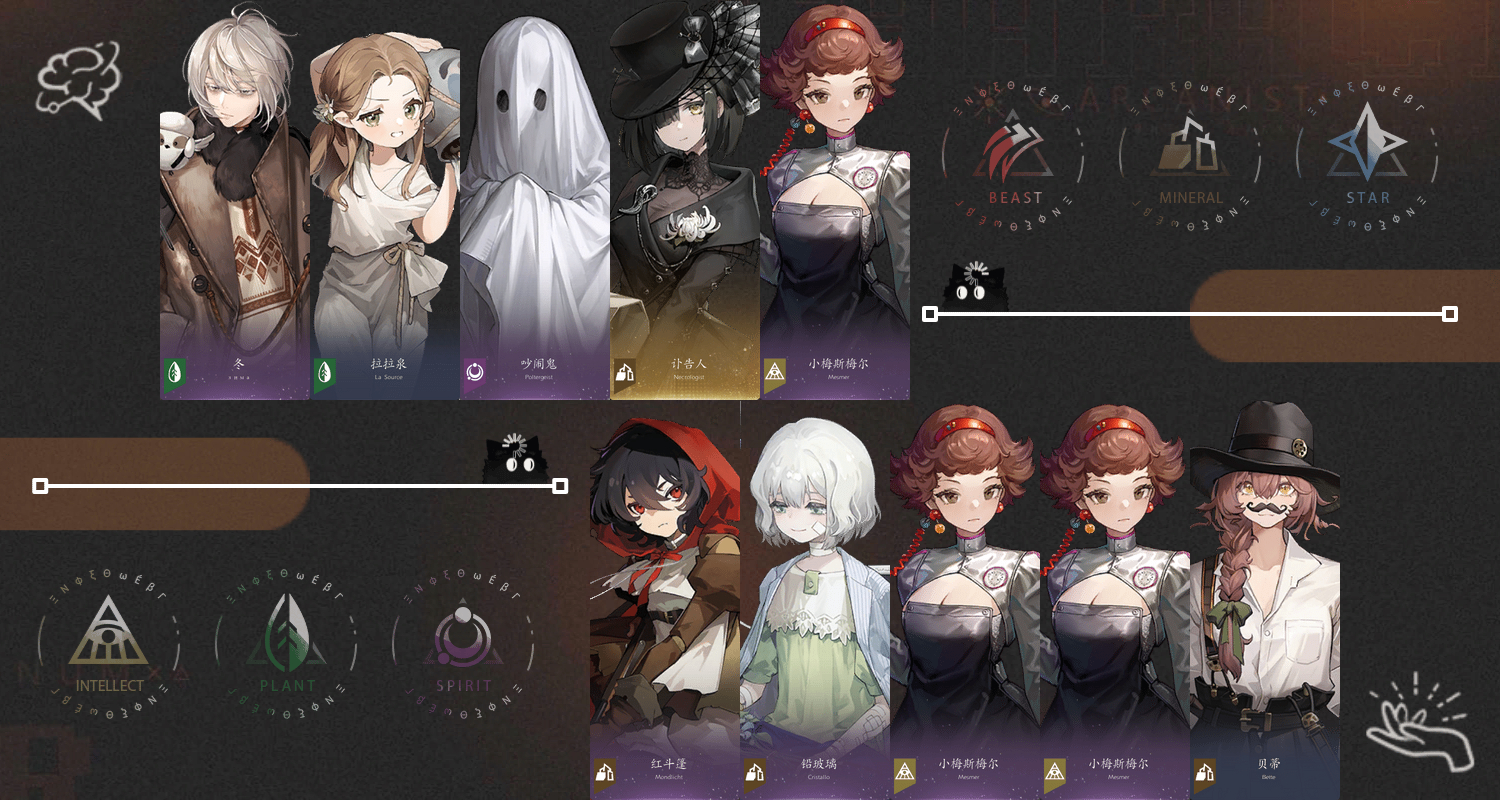 冬
зима
拉拉泉
La Source
吵闹鬼
Poltergeist
讣告人
Necrologist
小梅斯梅尔
Mesmer
BEAST
MINERAL
STAR
INTELLECT
PLANT
SPIRIT
红斗篷
Mondlicht
铅玻璃
Cristallo
小梅斯梅尔
Mesmer
小梅斯梅尔
Mesmer
贝蒂
Bette